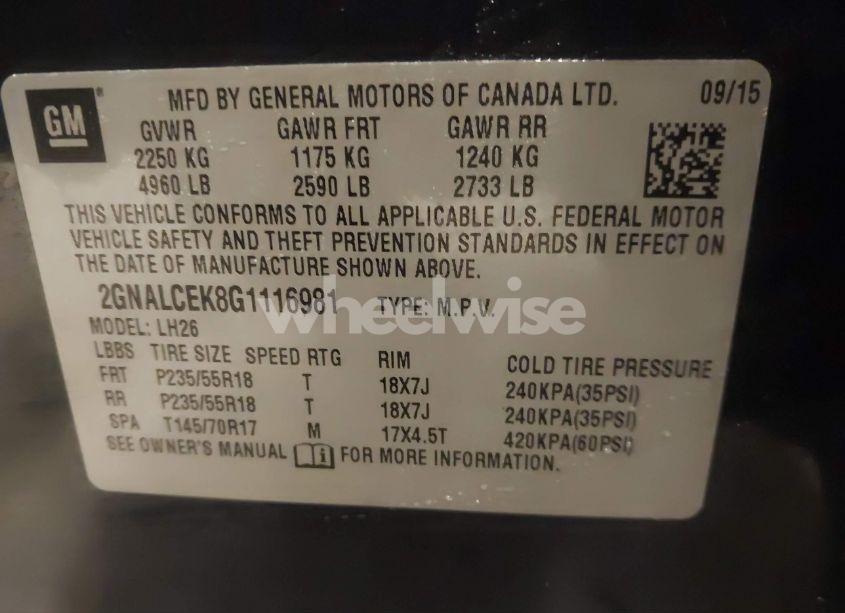 GM® MFD BY GENERAL MOTORS OF CANADA LTD. 09/15
GVWR GAWR FRT GAWR RR
2250 KG 1175 KG 1240 KG
4960 LB 2590 LB 2733 LB
THIS VEHICLE CONFORMS TO ALL APPLICABLE U.S. FEDERAL MOTOR
VEHICLE SAFETY AND THEFT PREVENTION STANDARDS IN EFFECT ON
THE DATE OF MANUFACTURE SHOWN ABOVE.
2GNALCEK8G1116981 TYPE: M.P.V.
wheelwise
MODEL: LH26
LBBS TIRE SIZE SPEED RTG RIM COLD TIRE PRESSURE
FRT P235/55R18 T 18X7J 240KPA(35PSI)
RR P235/55R18 T 18X7J 240KPA(35PSI)
SPA T145/70R17 M 17X4.5T 420KPA(60PSI)
SEE OWNER'S MANUAL i FOR MORE INFORMATION.